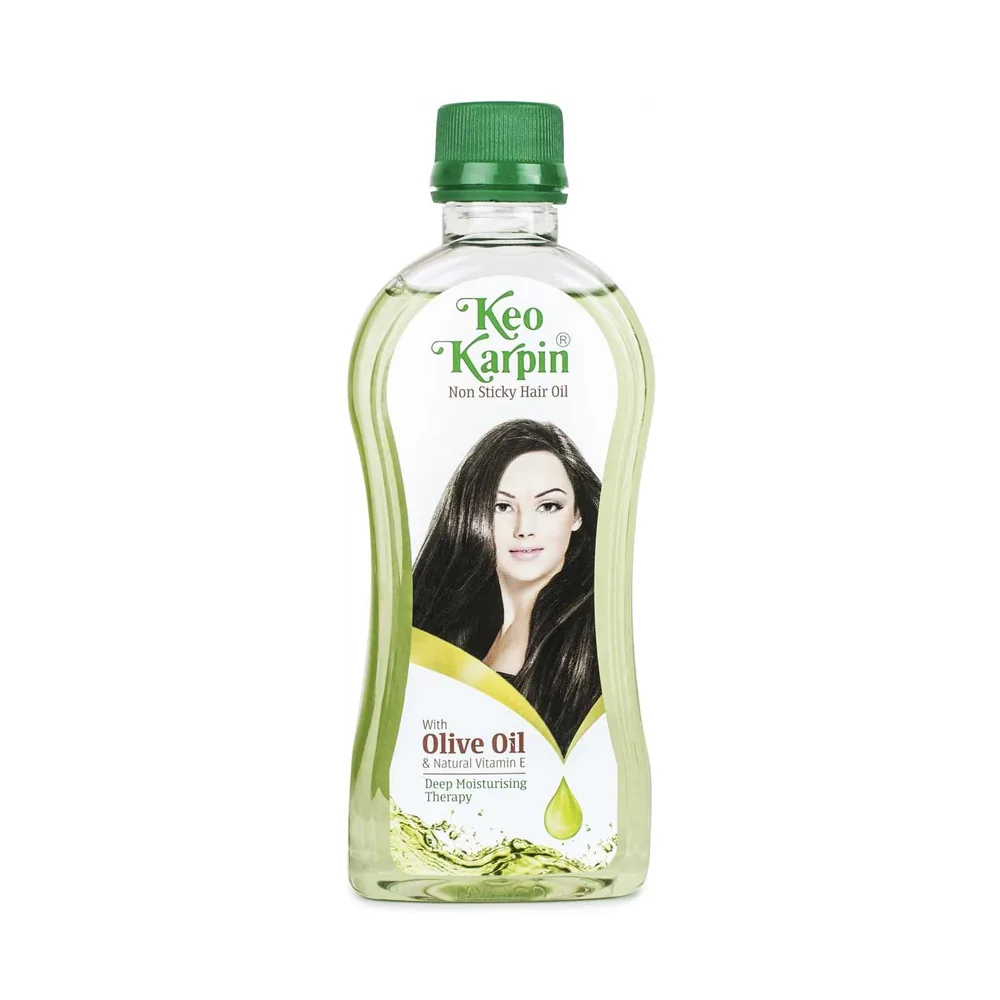 Keo
Karpin®
Non Sticky Hair Oil
With
Olive Oil
& Natural Vitamin E
Deep Moisturising
Therapy